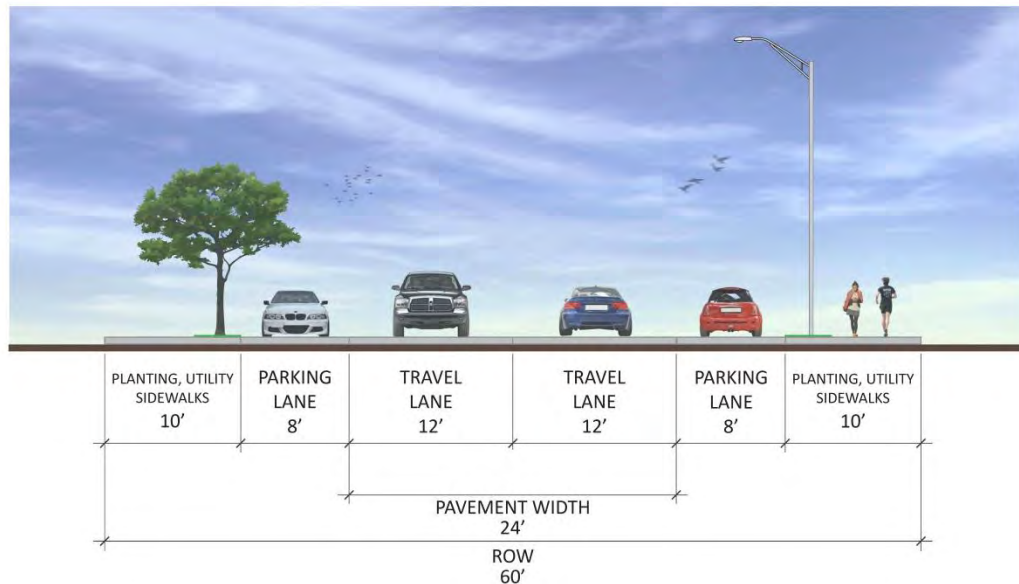 PLANTING, UTILITY
SIDEWALKS
10’
PARKING
LANE
8’
TRAVEL
LANE
12’
TRAVEL
LANE
12’
PARKING
LANE
8’
PLANTING, UTILITY
SIDEWALKS
10’
PAVEMENT WIDTH
24’
ROW
60’